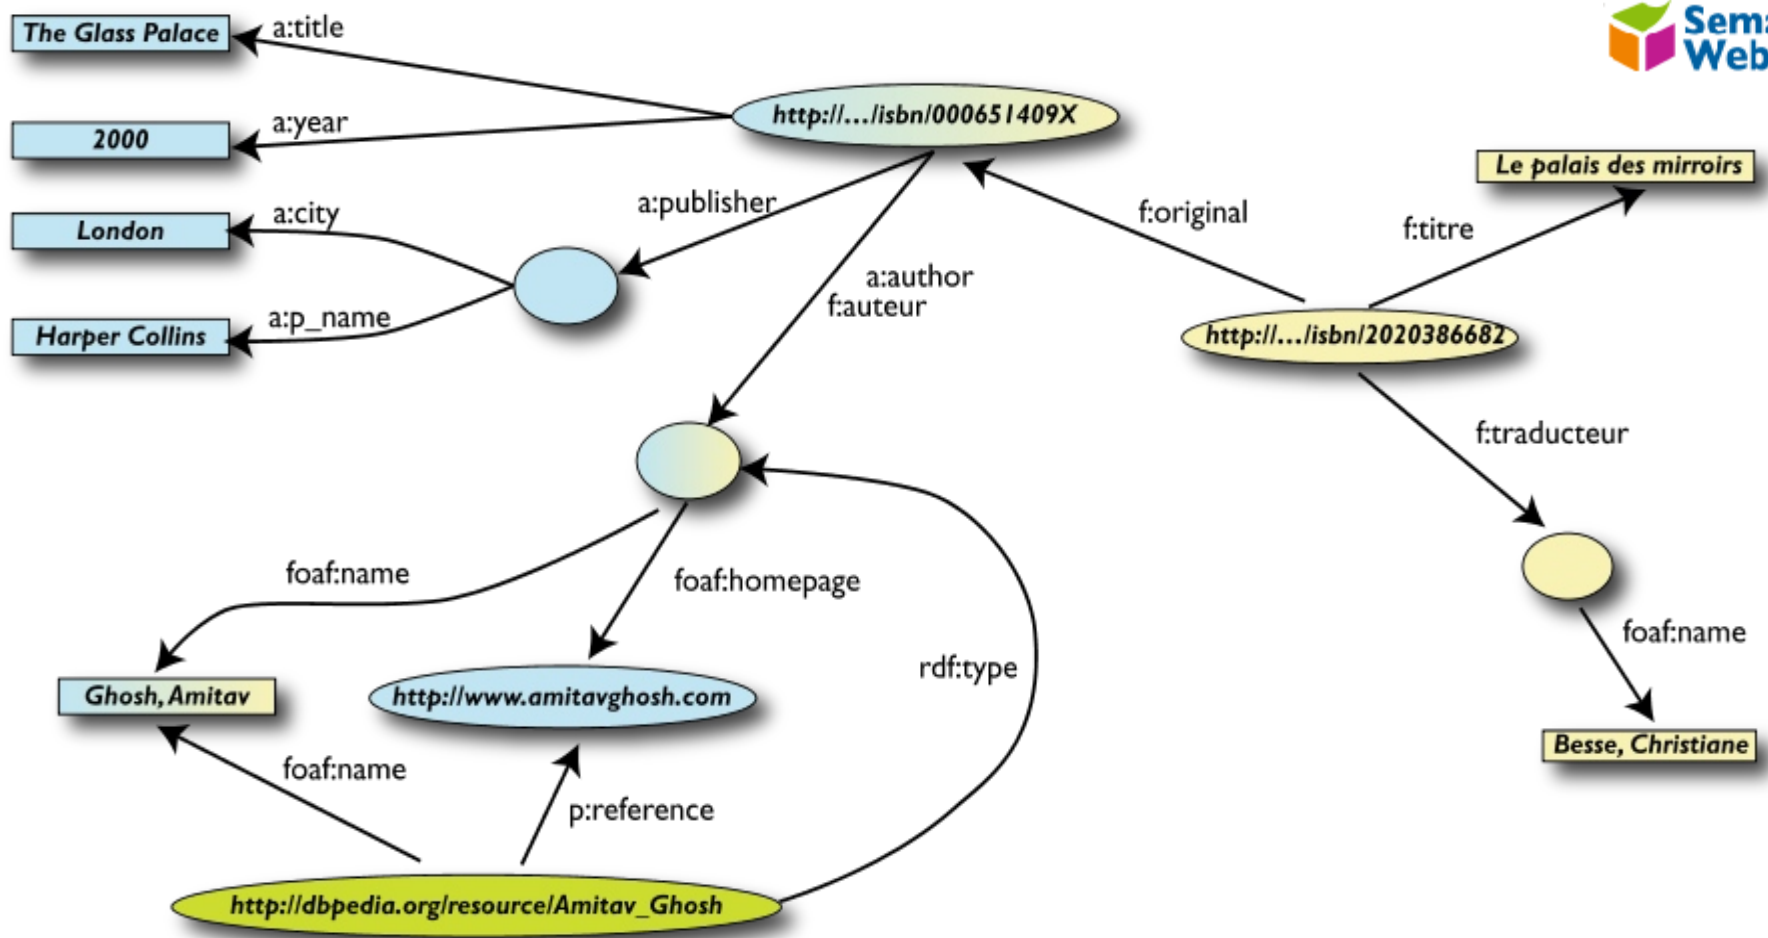 The Glass Palace
a:title
Sema
Web
http://.../isbn/000651409X
2000
a:year
Le palais des mirroirs
a:publisher
f:original
London
a:city
f:titre
a:author
f:auteur
Harper Collins
a:p_name
http://.../isbn/2020386682
f:traducteur
foaf:name
foaf:homepage
foaf:name
rdf:type
Ghosh, Amitav
http://www.amitavghosh.com
Besse, Christiane
foaf:name
p:reference
http://dbpedia.org/resource/Amitav_Ghosh